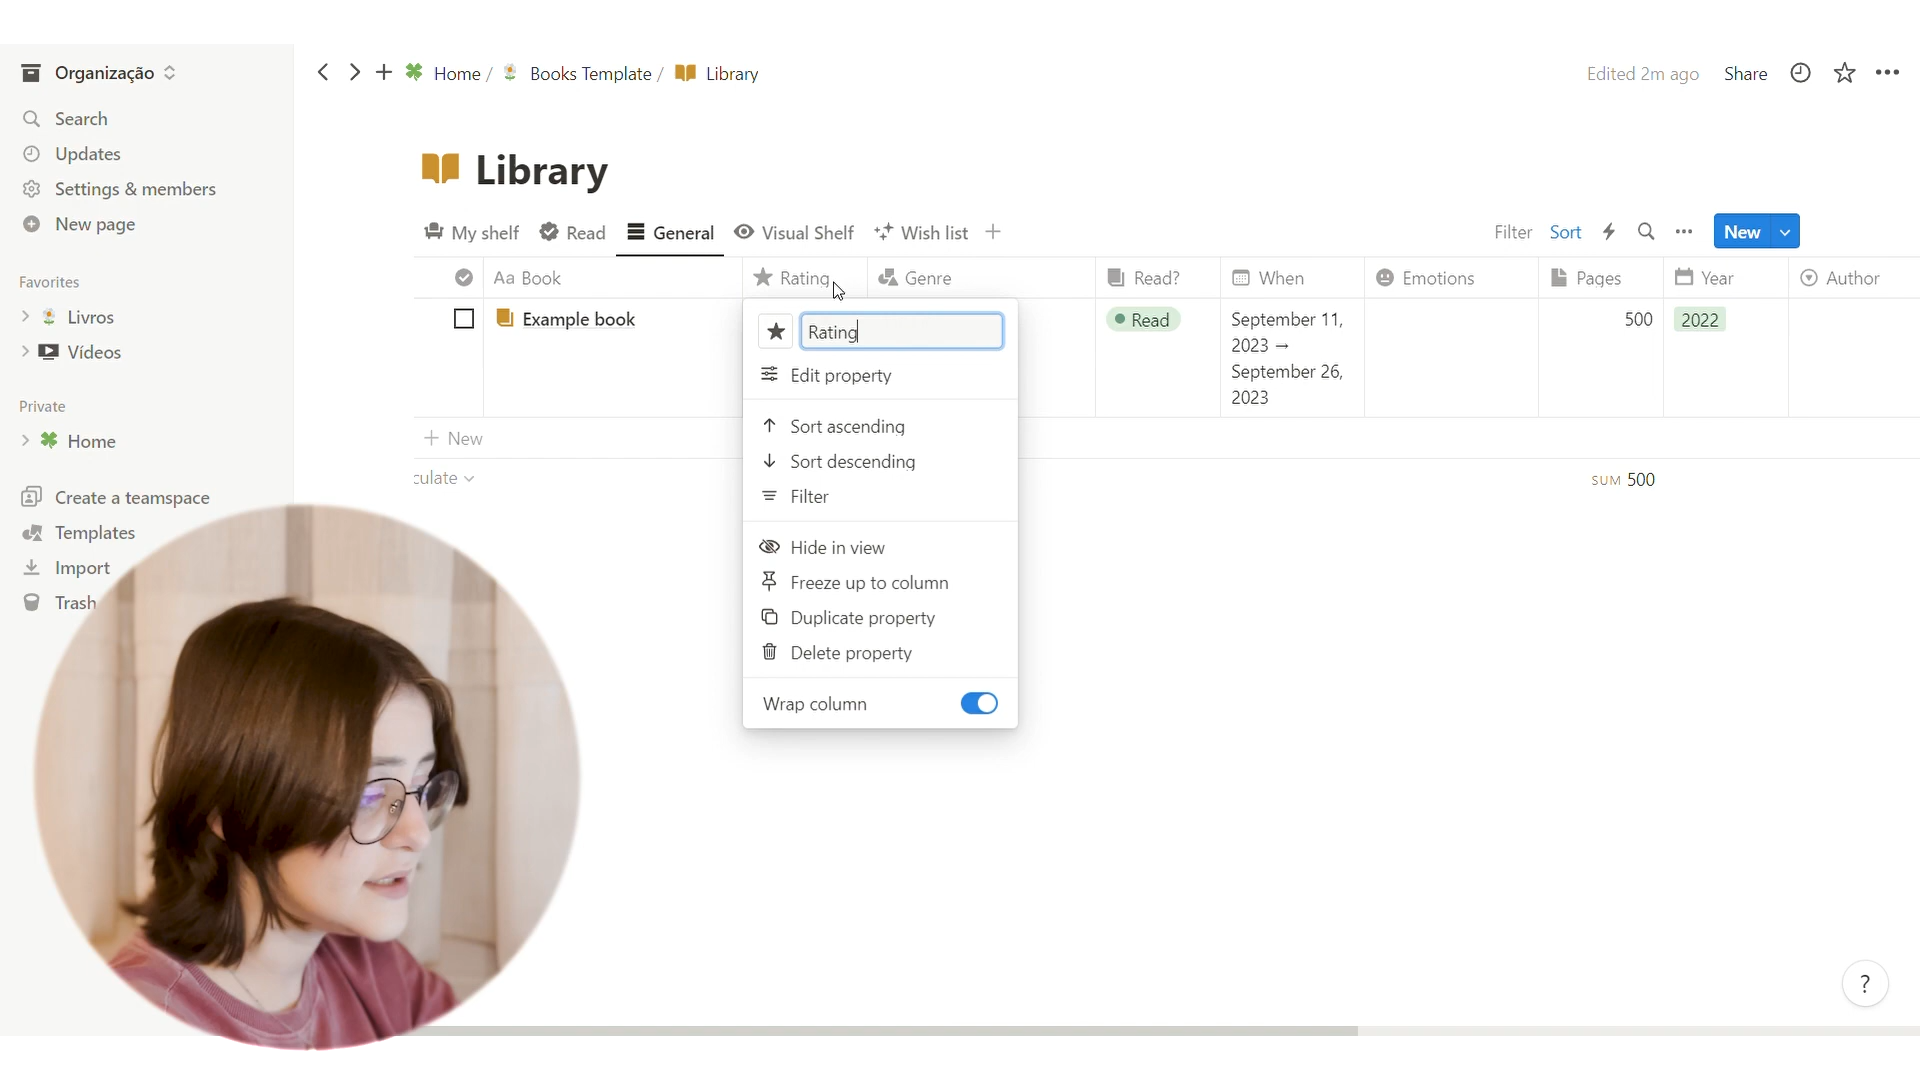 Organização
Home / Books Template / Library
Edited 2m ago Share
Search
Updates
Settings & members
New page
Favorites
Livros
Vídeos
Private
Home
Create a teamspace
Templates
Import
Trash
Library
My shelf Read General Visual Shelf Wish list
Filter Sort New
Aa Book Rating Genre Read? When Emotions Pages Year Author
Example book Read September 11, 500 2022
2023 →
September 26,
2023
New
culate
SUM 500
Rating
Edit property
Sort ascending
Sort descending
Filter
Hide in view
Freeze up to column
Duplicate property
Delete property
Wrap column
?